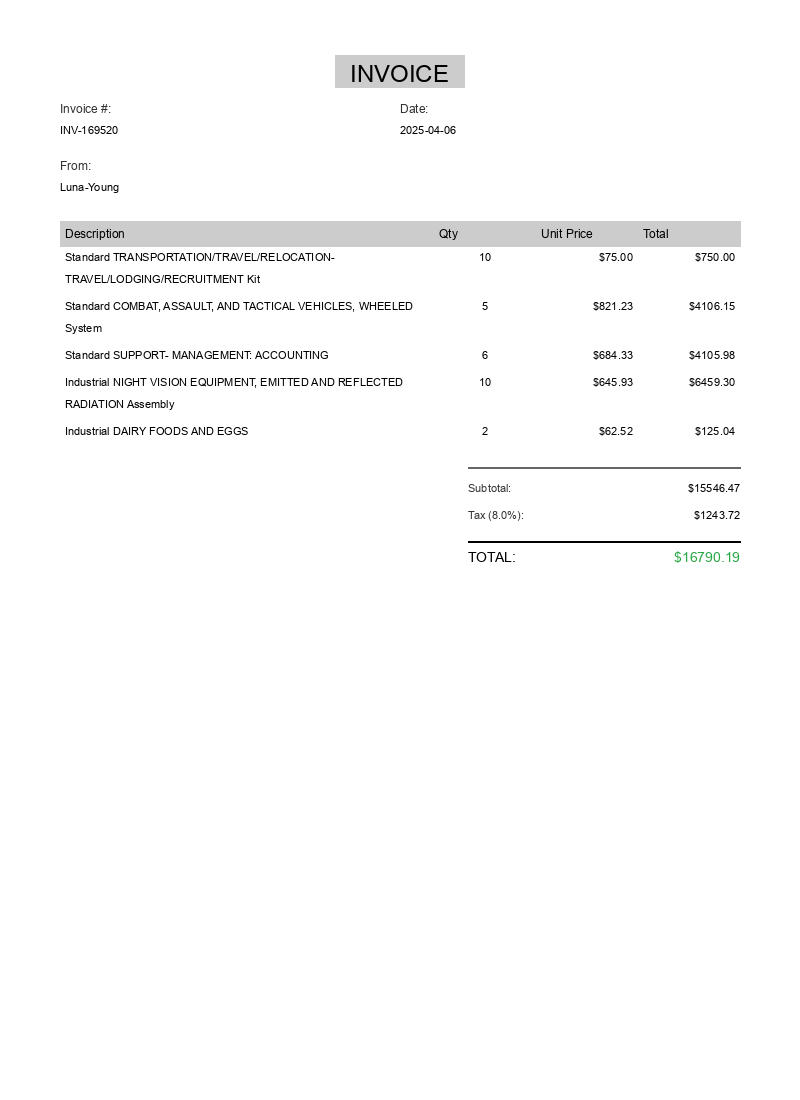 INVOICE
Invoice #: Date:
INV-169520 2025-04-06
From:
Luna-Young
Description Qty Unit Price Total
Standard TRANSPORTATION/TRAVEL/RELOCATION- 10 $75.00 $750.00
TRAVEL/LODGING/RECRUITMENT Kit
Standard COMBAT, ASSAULT, AND TACTICAL VEHICLES, WHEELED 5 $821.23 $4106.15
System
Standard SUPPORT- MANAGEMENT: ACCOUNTING 6 $684.33 $4105.98
Industrial NIGHT VISION EQUIPMENT, EMITTED AND REFLECTED 10 $645.93 $6459.30
RADIATION Assembly
Industrial DAIRY FOODS AND EGGS 2 $62.52 $125.04
Subtotal: $15546.47
Tax (8.0%): $1243.72
TOTAL: $16790.19